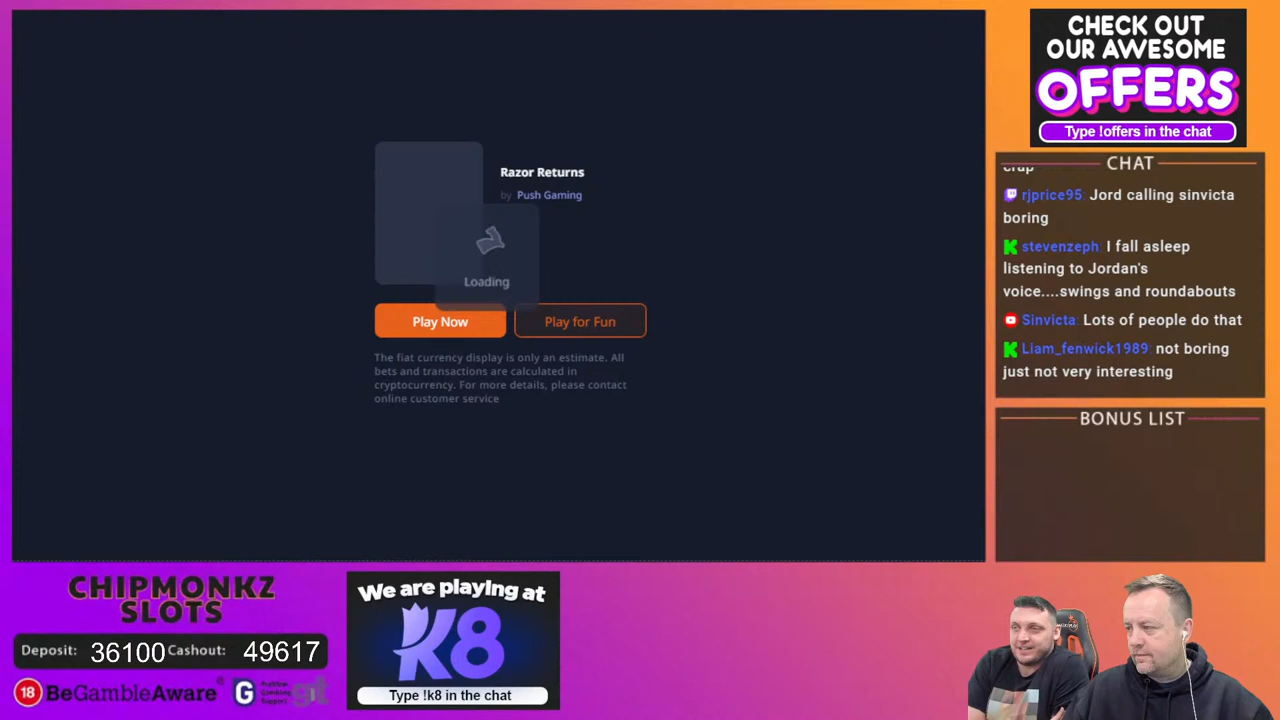 Razor Returns
by Push Gaming
Loading
Play Now
Play for Fun
The fiat currency display is only an estimate. All
bets and transactions are calculated in
cryptocurrency. For more details, please contact
online customer service
CHECK OUT
OUR AWESOME
OFFERS
Type !offers in the chat
CHAT
crap
rjprice95: Jord calling sinvicta
boring
stevenzeph: I fall asleep
listening to Jordan's
voice....swings and roundabouts
Sinvicta: Lots of people do that
Liam_fenwick1989: not boring
just not very interesting
BONUS LIST
CHIPMONKZ
SLOTS
Deposit: 36100 Cashout: 49617
18 BeGambleAware
We are playing at
K8
Type !k8 in the chat